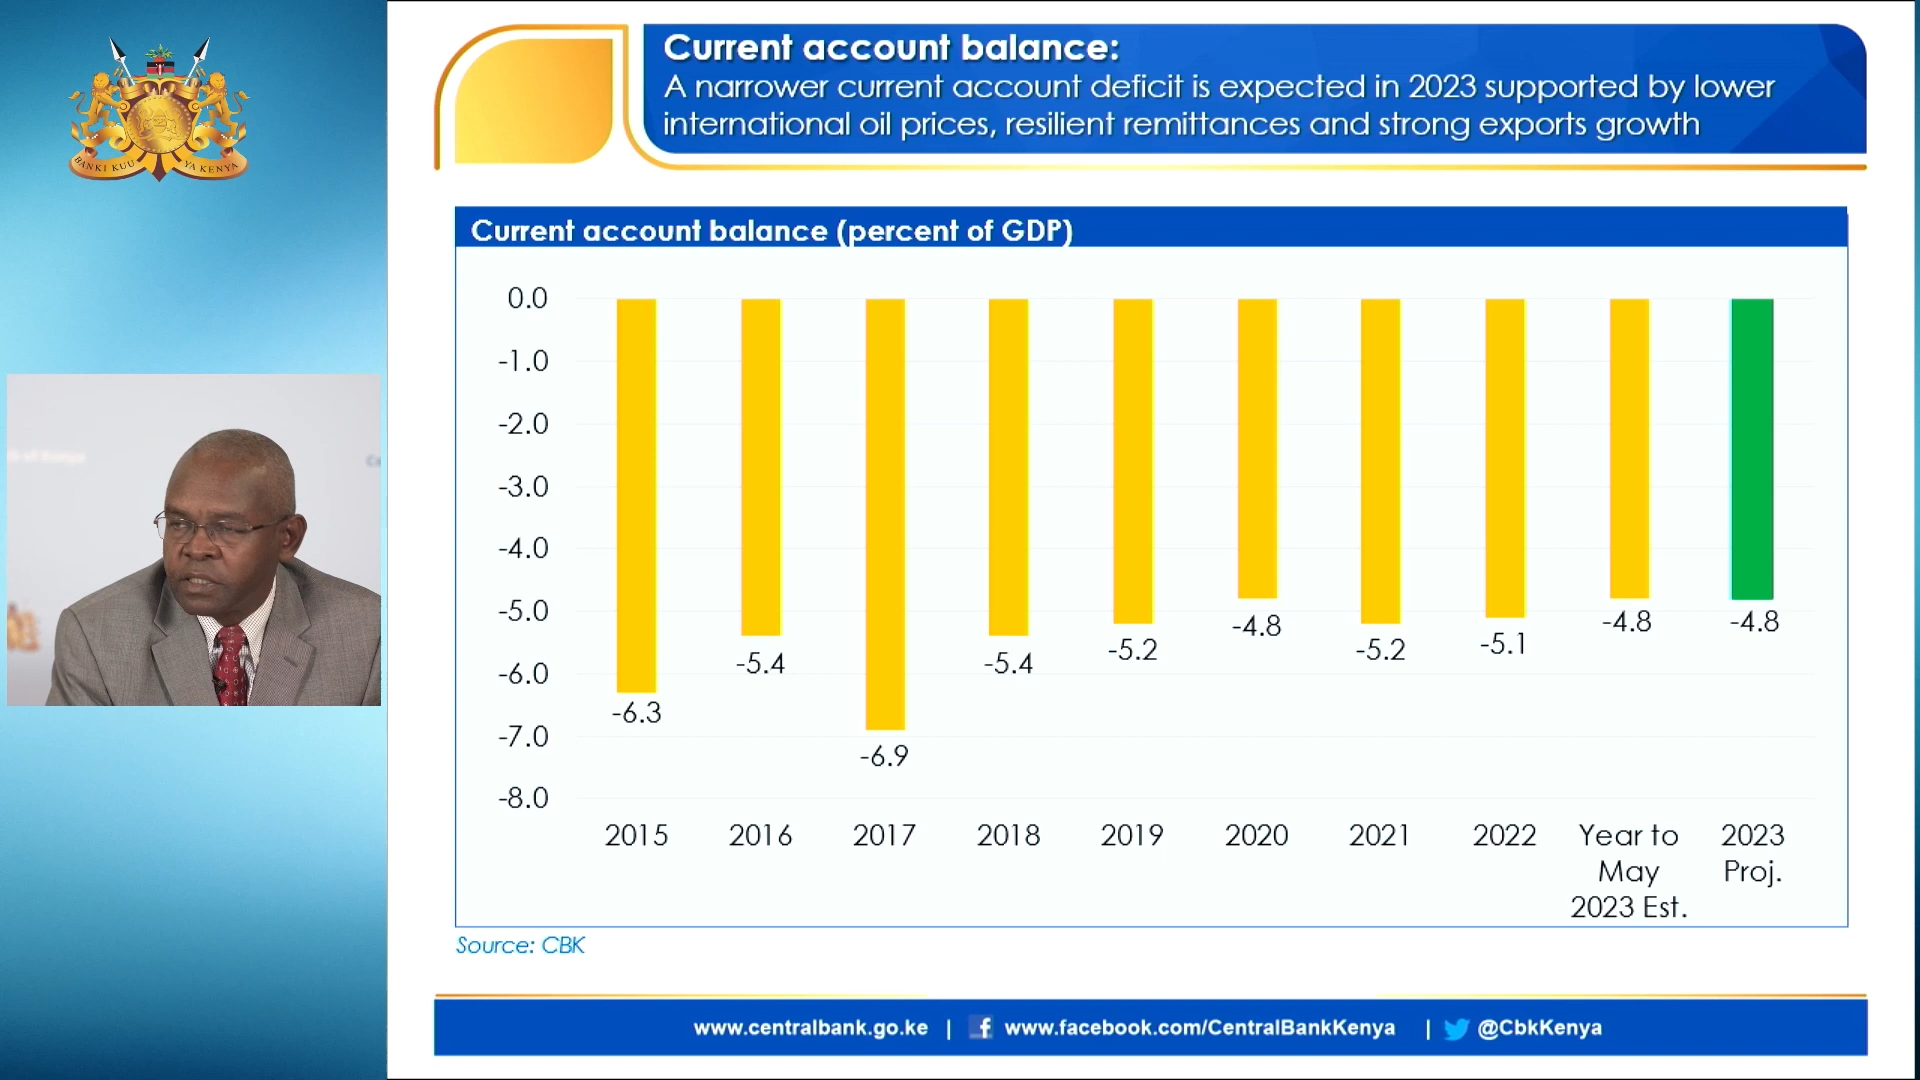 BANKI KUU YA KENYA
Current account balance:
A narrower current account deficit is expected in 2023 supported by lower
international oil prices, resilient remittances and strong exports growth
Current account balance (percent of GDP)
0.0
-1.0
-2.0
-3.0
-4.0
-5.0
-6.0
-7.0
-8.0
-6.3
-5.4
-6.9
-5.4
-5.2
-4.8
-5.2
-5.1
-4.8
-4.8
2015
2016
2017
2018
2019
2020
2021
2022
Year to
May
2023 Est.
2023
Proj.
Source: CBK
www.centralbank.go.ke | f www.facebook.com/CentralBankKenya | @CbkKenya